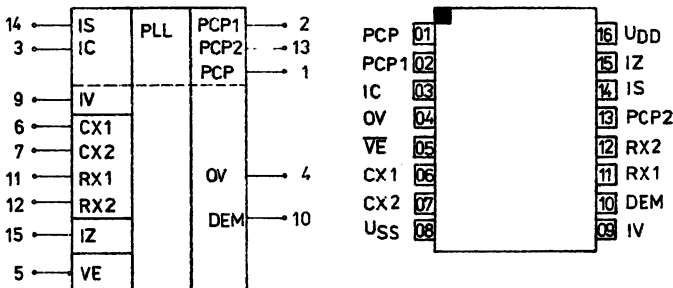 14 IS PLL PCP1 2
3 IC PCP2 13
PCP 1
9 IV
6 CX1
7 CX2
11 RX1 OV 4
12 RX2
DEM 10
15 IZ
5 VE
PCP 01 16 UDD
PCP1 02 15 IZ
IC 03 14 IS
OV 04 13 PCP2
VE 05 12 RX2
CX1 06 11 RX1
CX2 07 10 DEM
USS 08 09 IV